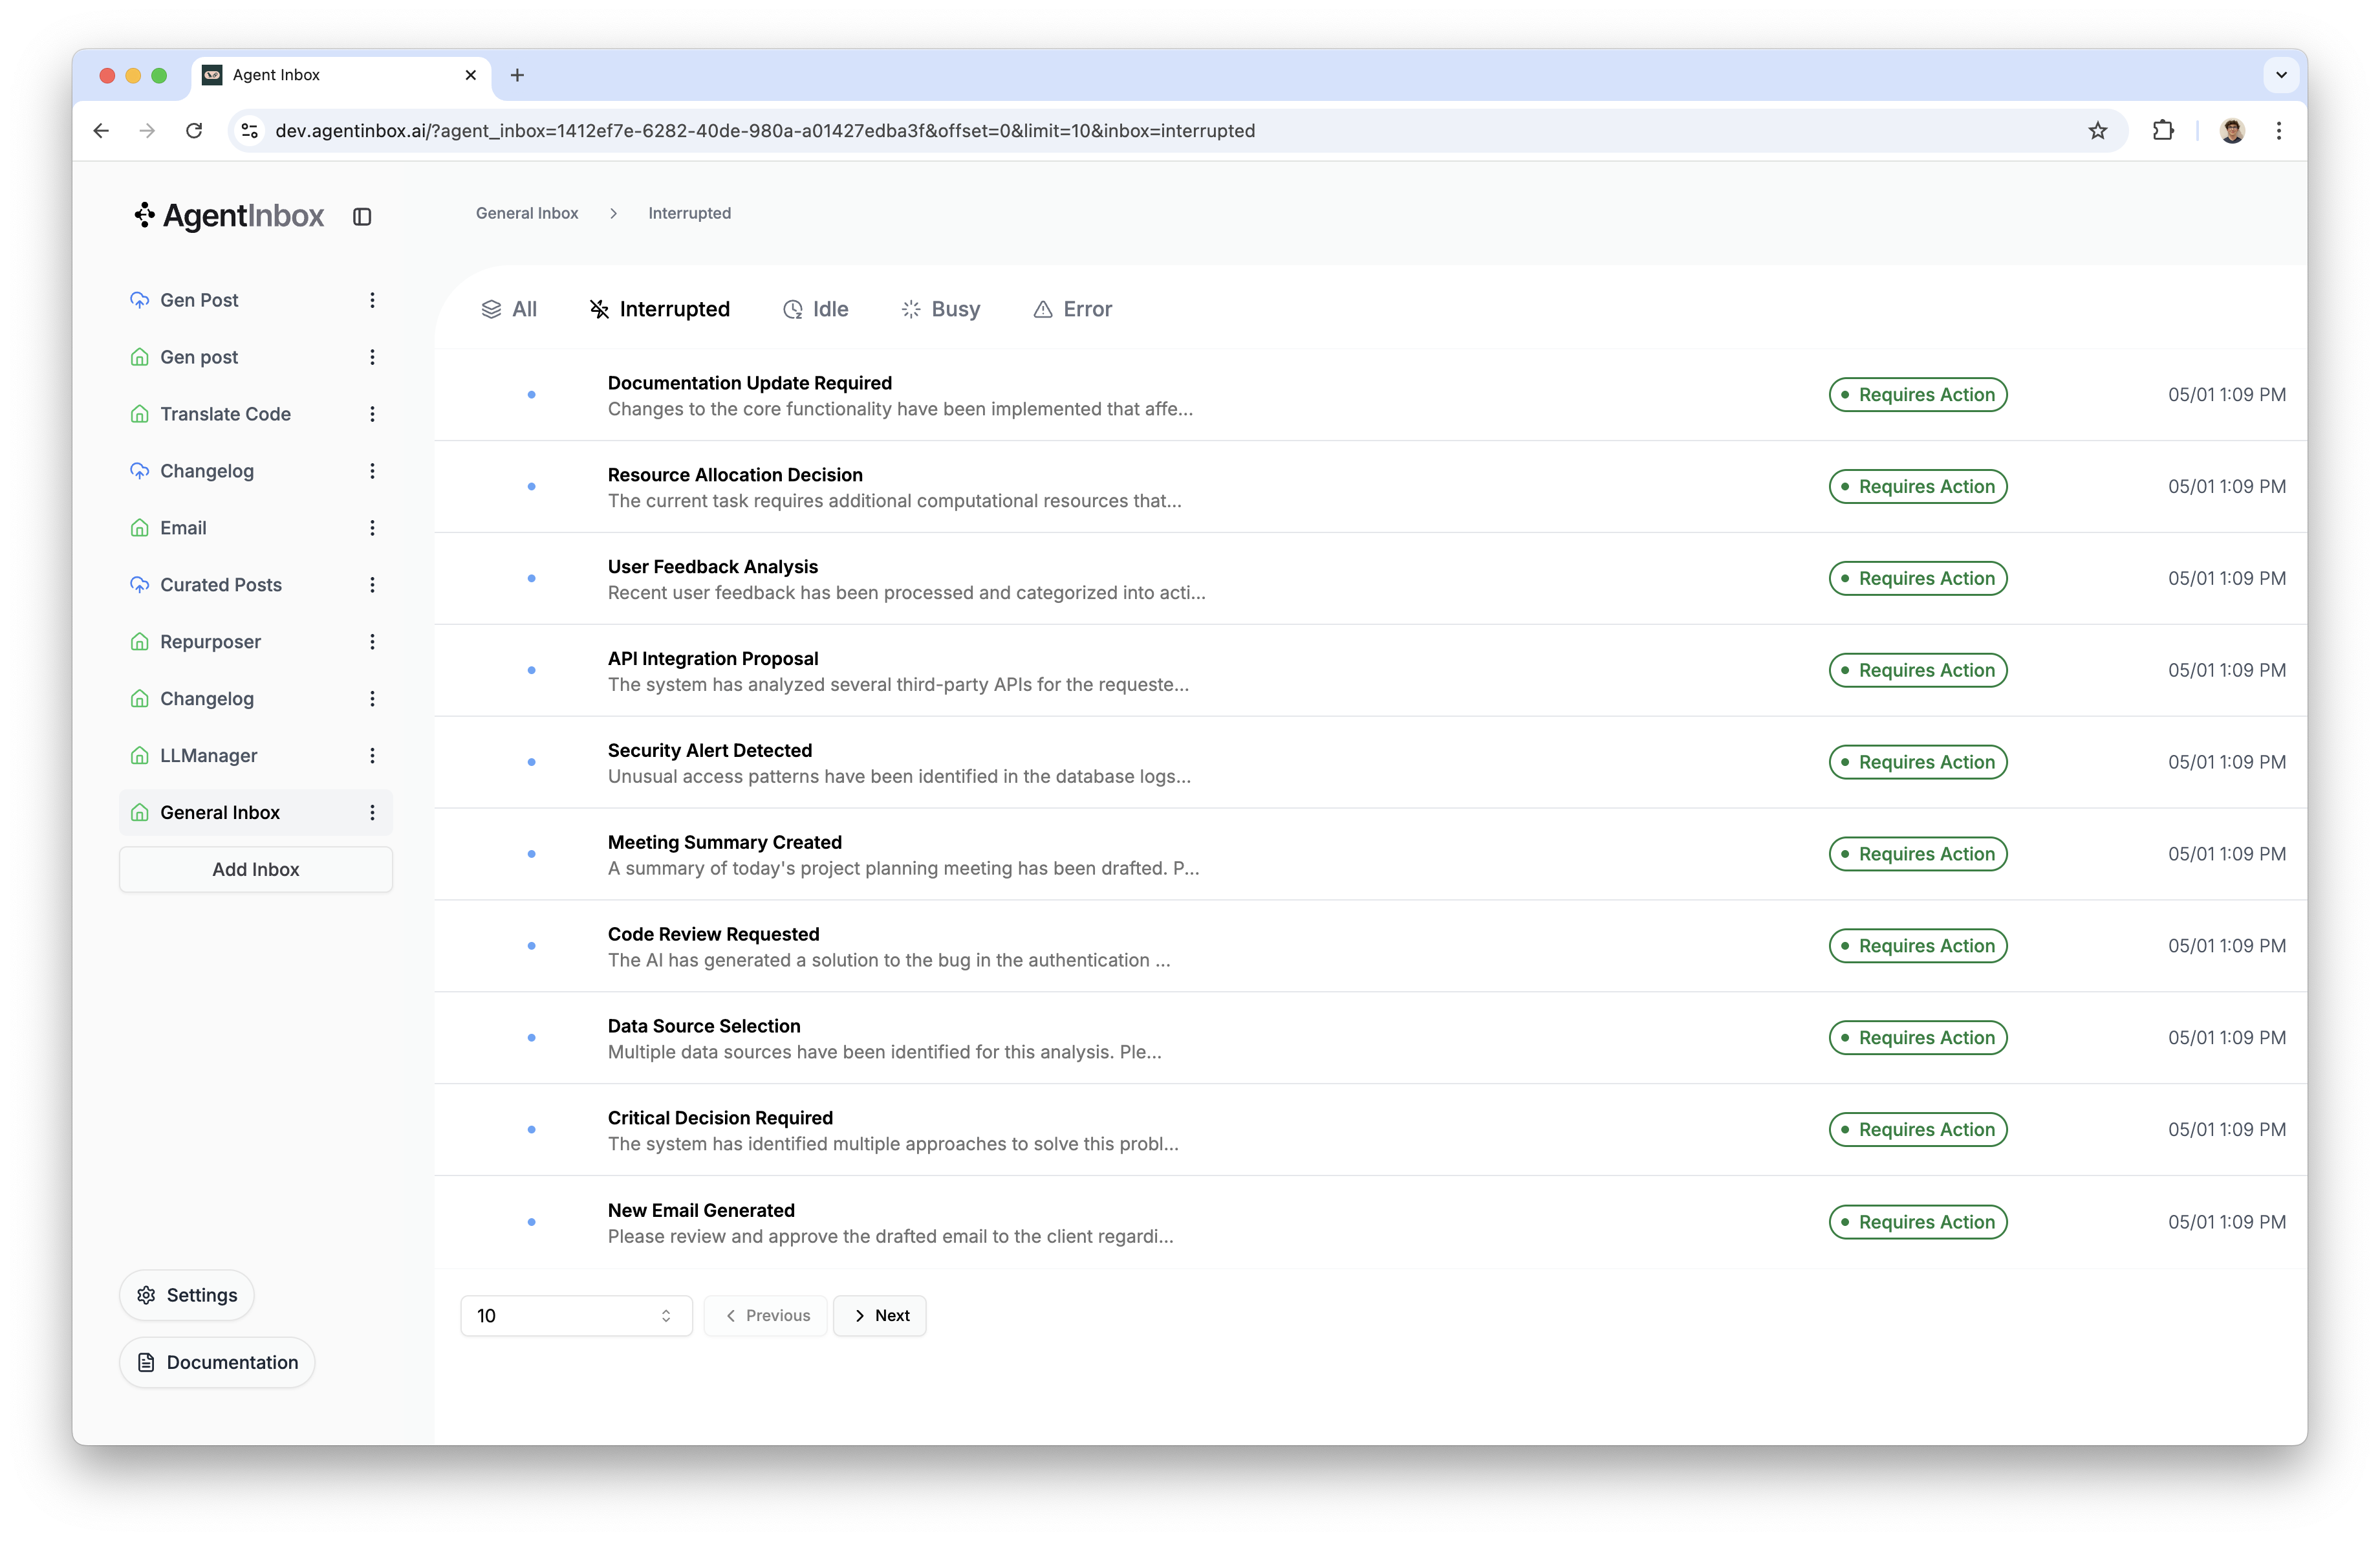 Agent Inbox
dev.agentinbox.ai/?agent_inbox=1412ef7e-6282-40de-980a-a01427edba3f&offset=0&limit=10&inbox=interrupted
AgentInbox
General Inbox
Interrupted
Gen Post
Gen post
Translate Code
Changelog
Email
Curated Posts
Repurposer
Changelog
LLManager
General Inbox
Add Inbox
Settings
Documentation
All
Interrupted
Idle
Busy
Error
Documentation Update Required
Changes to the core functionality have been implemented that affe...
Requires Action
05/01 1:09 PM
Resource Allocation Decision
The current task requires additional computational resources that...
Requires Action
05/01 1:09 PM
User Feedback Analysis
Recent user feedback has been processed and categorized into acti...
Requires Action
05/01 1:09 PM
API Integration Proposal
The system has analyzed several third-party APIs for the requeste...
Requires Action
05/01 1:09 PM
Security Alert Detected
Unusual access patterns have been identified in the database logs...
Requires Action
05/01 1:09 PM
Meeting Summary Created
A summary of today's project planning meeting has been drafted. P...
Requires Action
05/01 1:09 PM
Code Review Requested
The AI has generated a solution to the bug in the authentication ...
Requires Action
05/01 1:09 PM
Data Source Selection
Multiple data sources have been identified for this analysis. Ple...
Requires Action
05/01 1:09 PM
Critical Decision Required
The system has identified multiple approaches to solve this probl...
Requires Action
05/01 1:09 PM
New Email Generated
Please review and approve the drafted email to the client regardi...
Requires Action
05/01 1:09 PM
10
Previous
Next